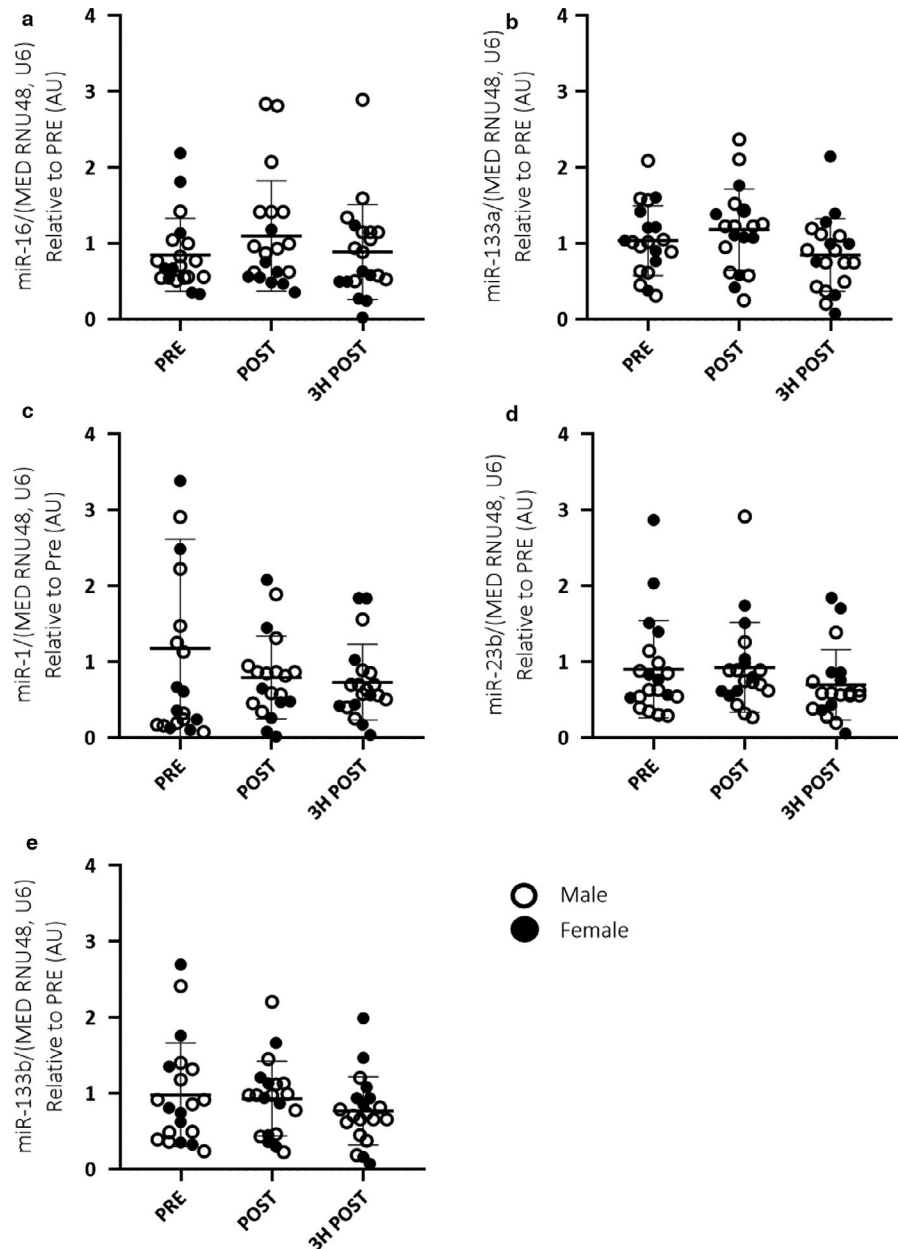 a
miR-16/(MED RNU48, U6)
Relative to PRE (AU)
4
3
2
1
0
PRE
POST
3H POST
b
miR-133a/(MED RNU48, U6)
Relative to PRE (AU)
4
3
2
1
0
PRE
POST
3H POST
c
miR-1/(MED RNU48, U6)
Relative to Pre (AU)
4
3
2
1
0
PRE
POST
3H POST
d
miR-23b/(MED RNU48, U6)
Relative to PRE (AU)
4
3
2
1
0
PRE
POST
3H POST
e
miR-133b/(MED RNU48, U6)
Relative to PRE (AU)
4
3
2
1
0
PRE
POST
3H POST
Male
Female